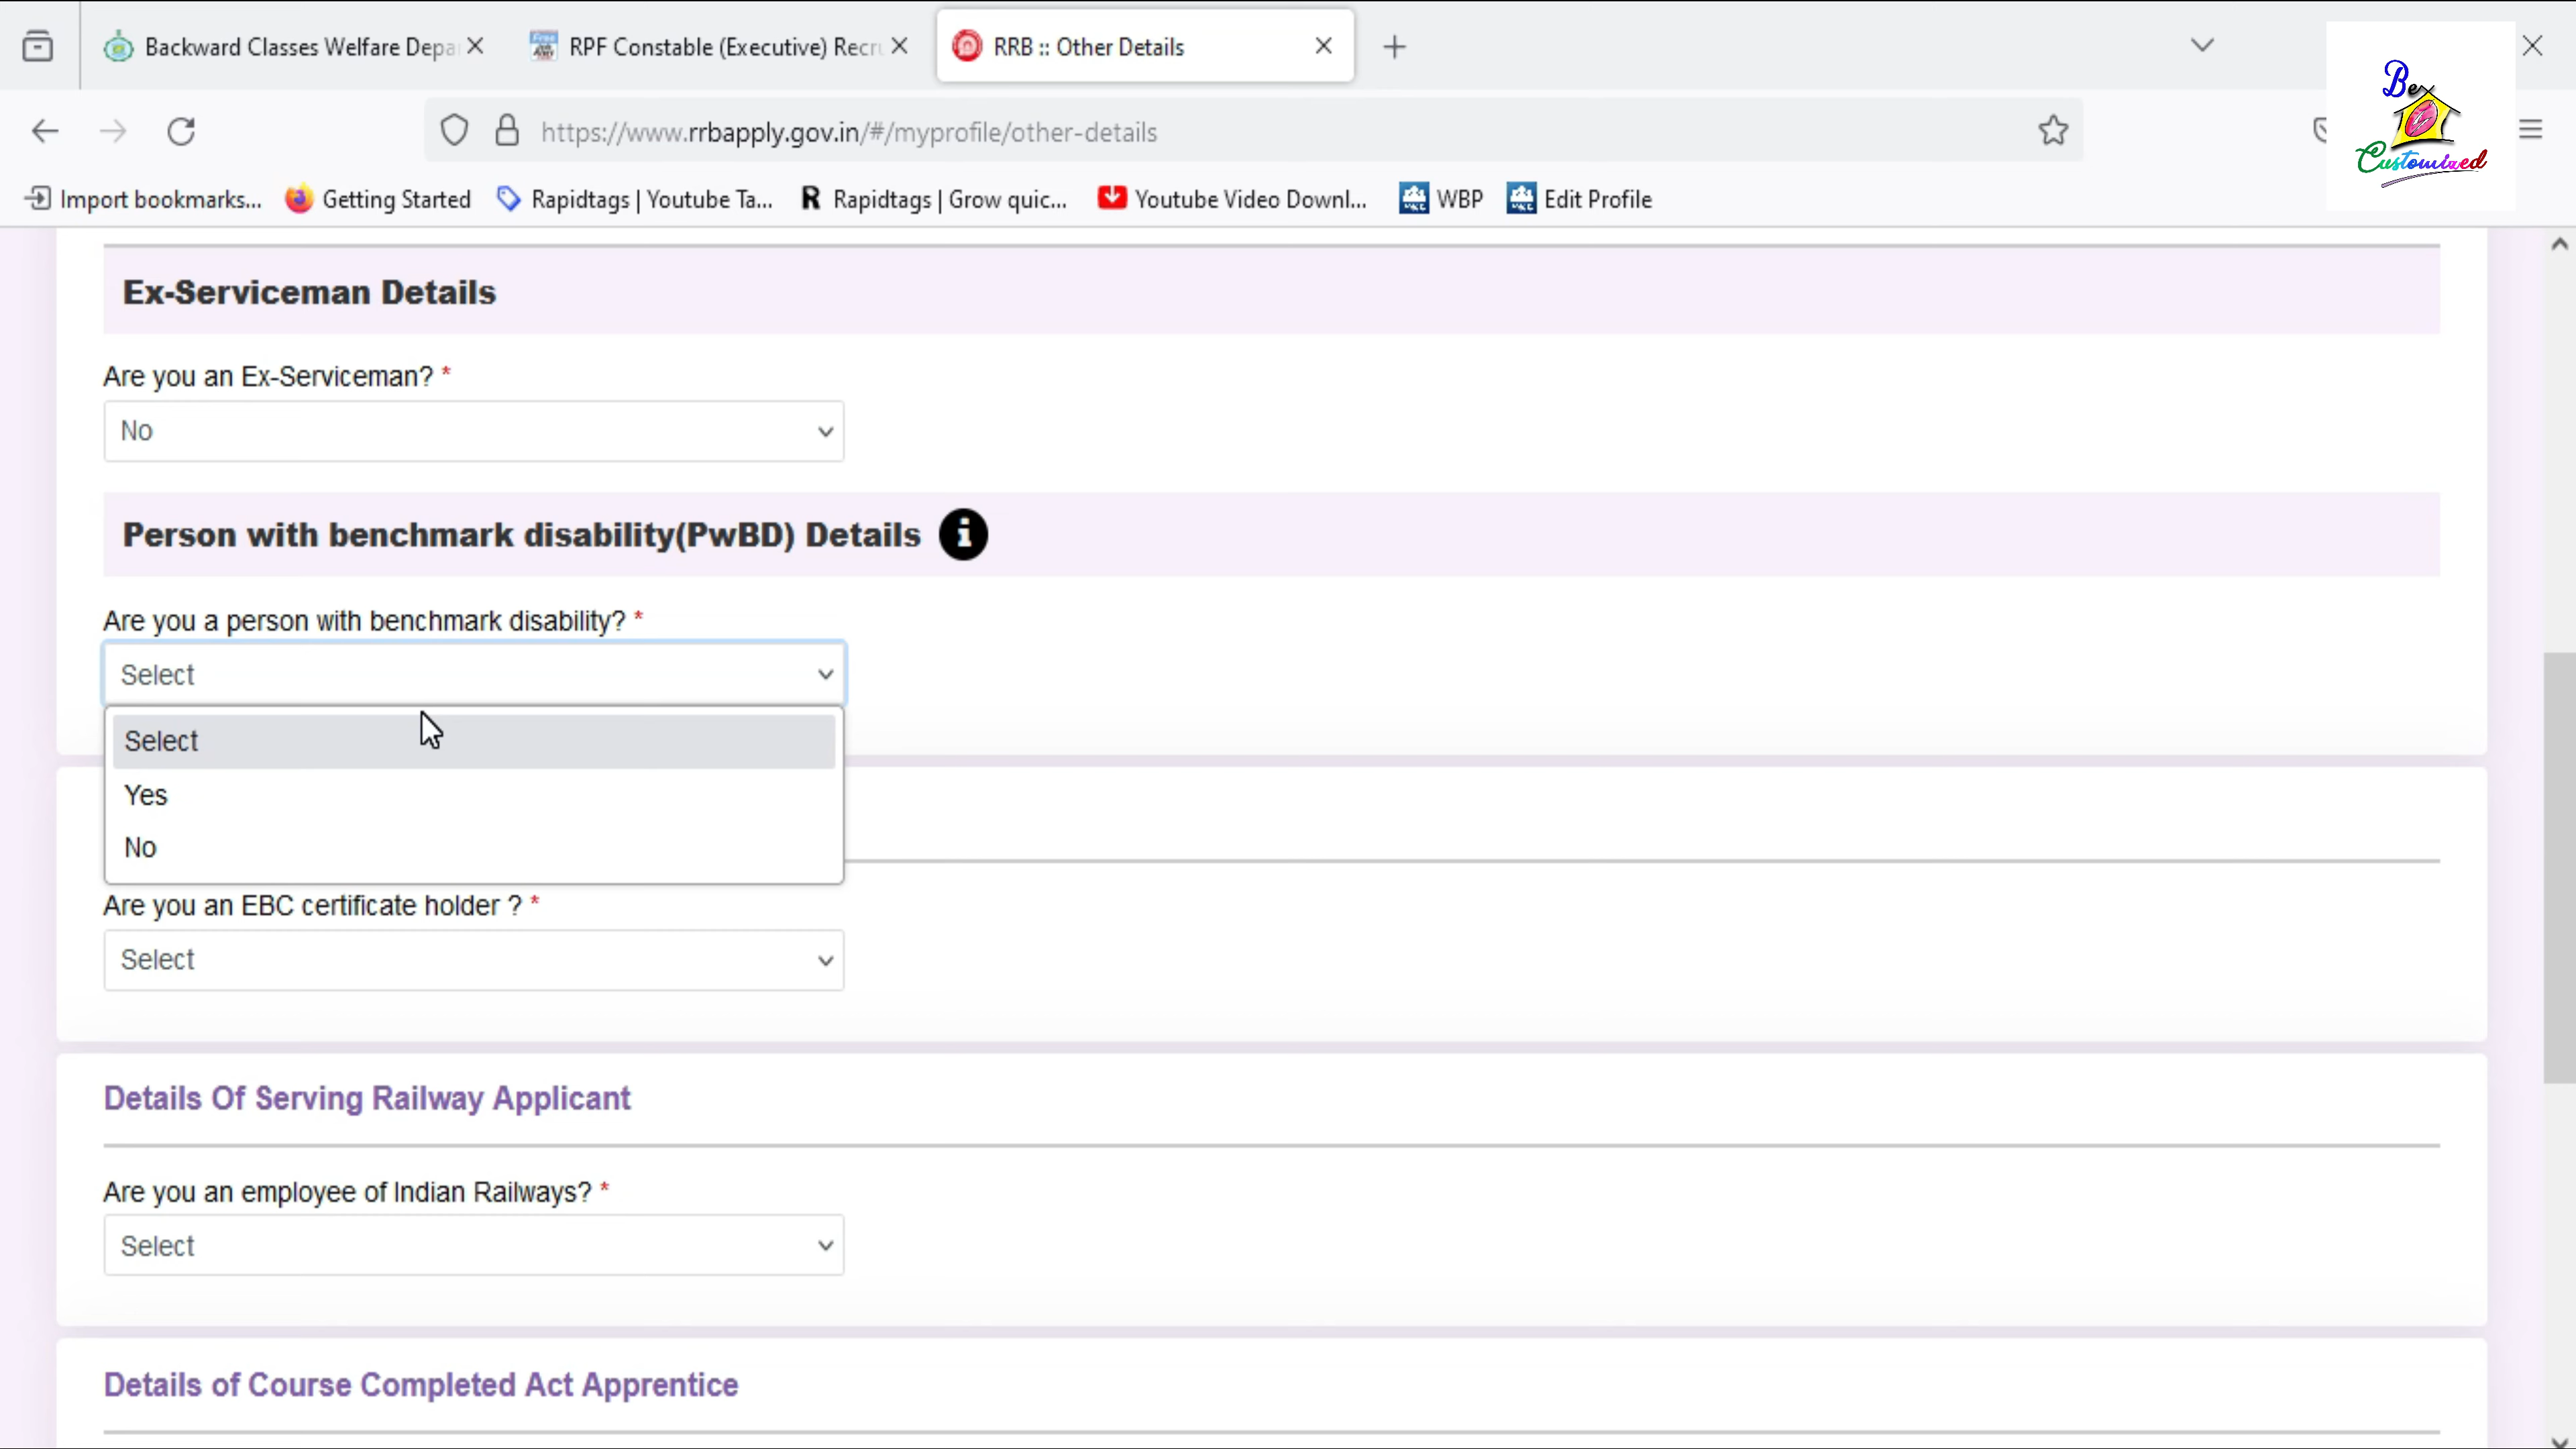 Backward Classes Welfare Depa
RPF Constable (Executive) Recru
RRB :: Other Details
Bex
Customized
https://www.rrbapply.gov.in/#/myprofile/other-details
Import bookmarks...
Getting Started
Rapidtags | Youtube Ta...
R Rapidtags | Grow quic...
Youtube Video Downl...
WBP
Edit Profile
Ex-Serviceman Details
Are you an Ex-Serviceman? *
No
Person with benchmark disability(PwBD) Details
Are you a person with benchmark disability? *
Select
Select
Yes
No
Are you an EBC certificate holder ? *
Select
Details Of Serving Railway Applicant
Are you an employee of Indian Railways? *
Select
Details of Course Completed Act Apprentice